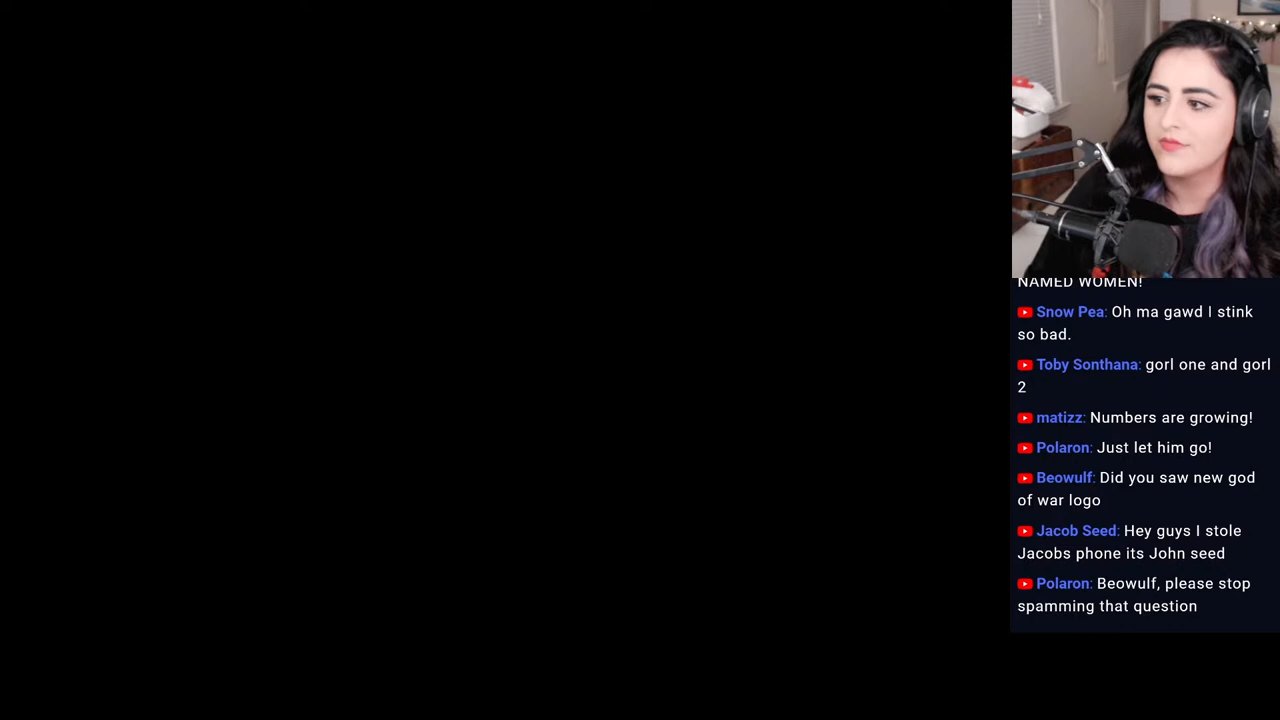 NAMED WOMEN!
Snow Pea: Oh ma gawd I stink
so bad.
Toby Sonthana: gorl one and gorl
2
matizz: Numbers are growing!
Polaron: Just let him go!
Beowulf: Did you saw new god
of war logo
Jacob Seed: Hey guys I stole
Jacobs phone its John seed
Polaron: Beowulf, please stop
spamming that question